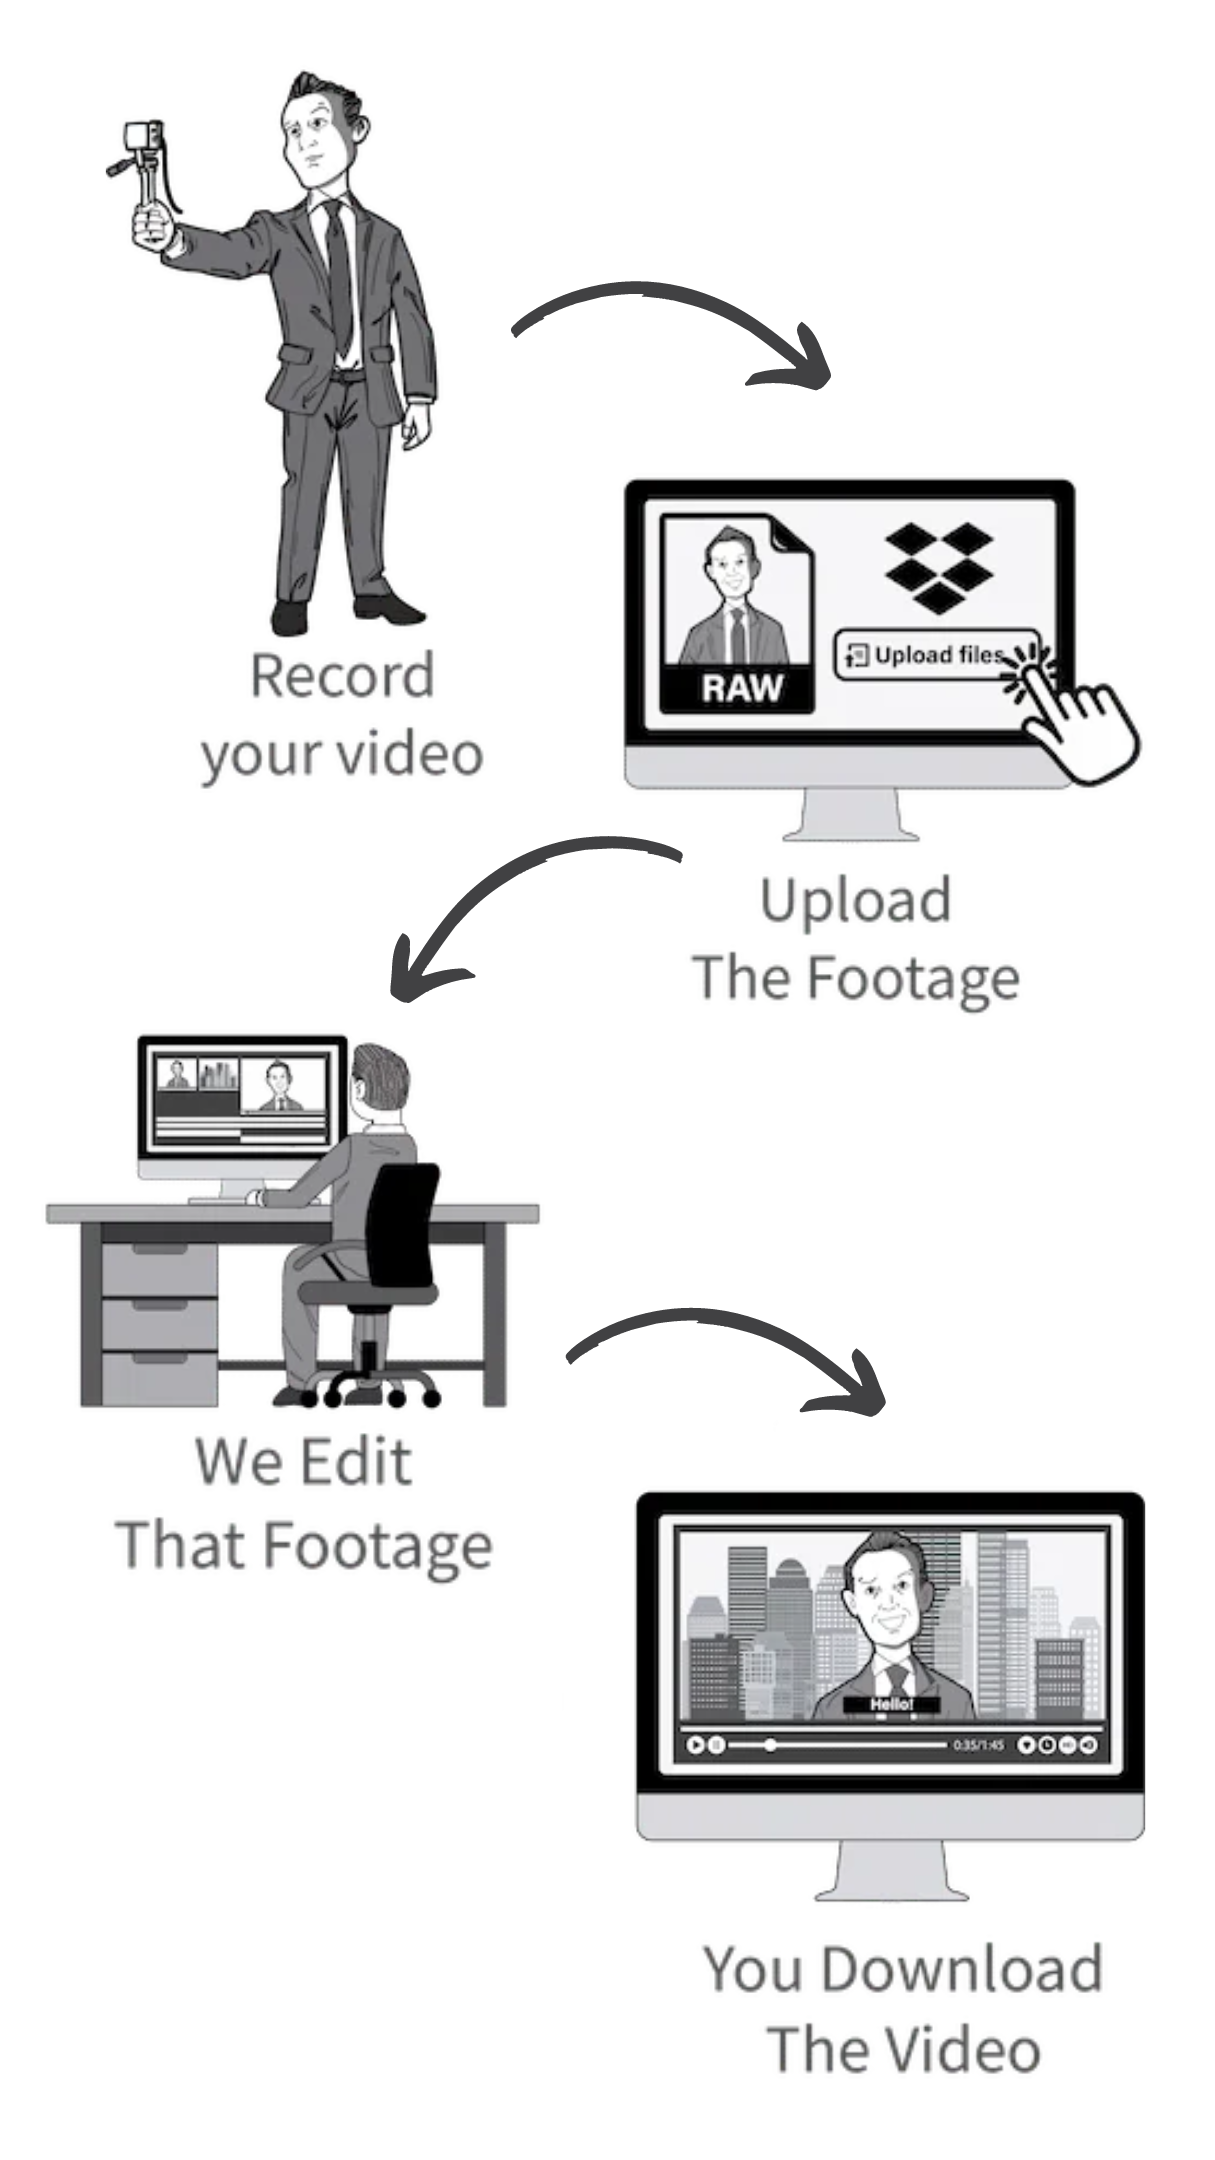 Record
your video
Upload files
RAW
Upload
The Footage
We Edit
That Footage
Hello!
0:35/1:45
You Download
The Video